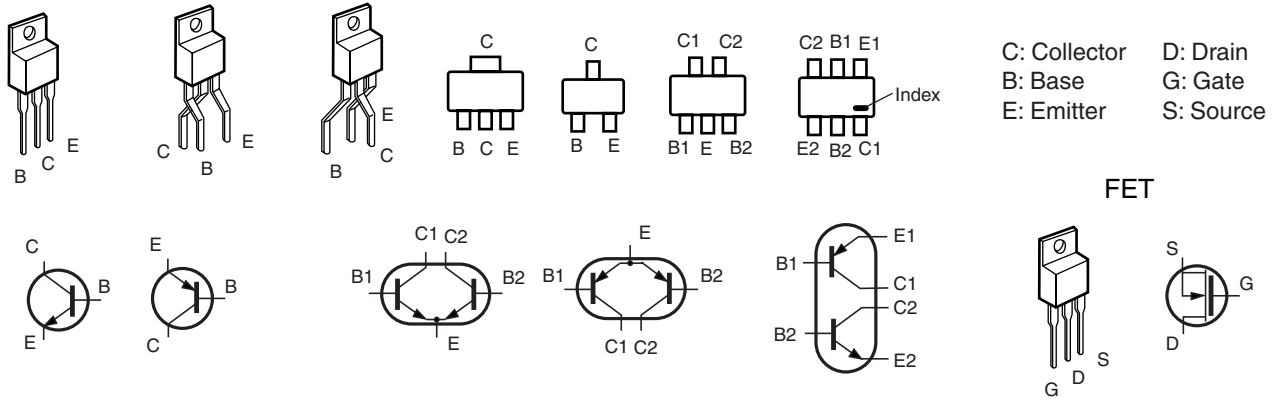 B C E
C B E
B E C
C
B C E
C
B E
C1 C2
B1 E B2
C2 B1 E1
Index
E2 B2 C1
C: Collector D: Drain
B: Base G: Gate
E: Emitter S: Source
FET
C
B
E
E
B
C
C1 C2
B1 B2
E
E
B1 B2
C1 C2
E1
B1
C1
C2
B2
E2
G D S
S
G
D